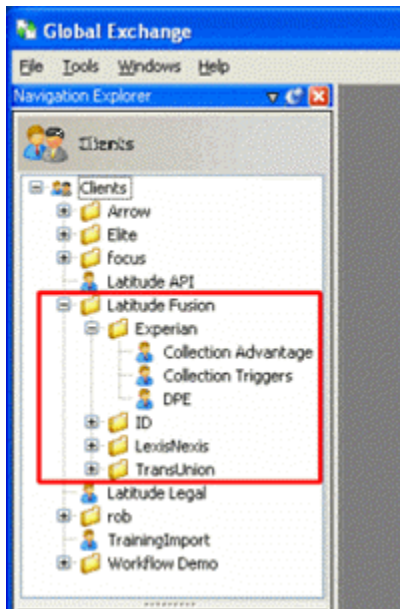 Global Exchange
File Tools Windows Help
Navigation Explorer
Clients
Clients
Arrow
Elite
focus
Latitude API
Latitude Fusion
Experian
Collection Advantage
Collection Triggers
DPE
ID
LexisNexis
TransUnion
Latitude Legal
rob
TrainingImport
Workflow Demo